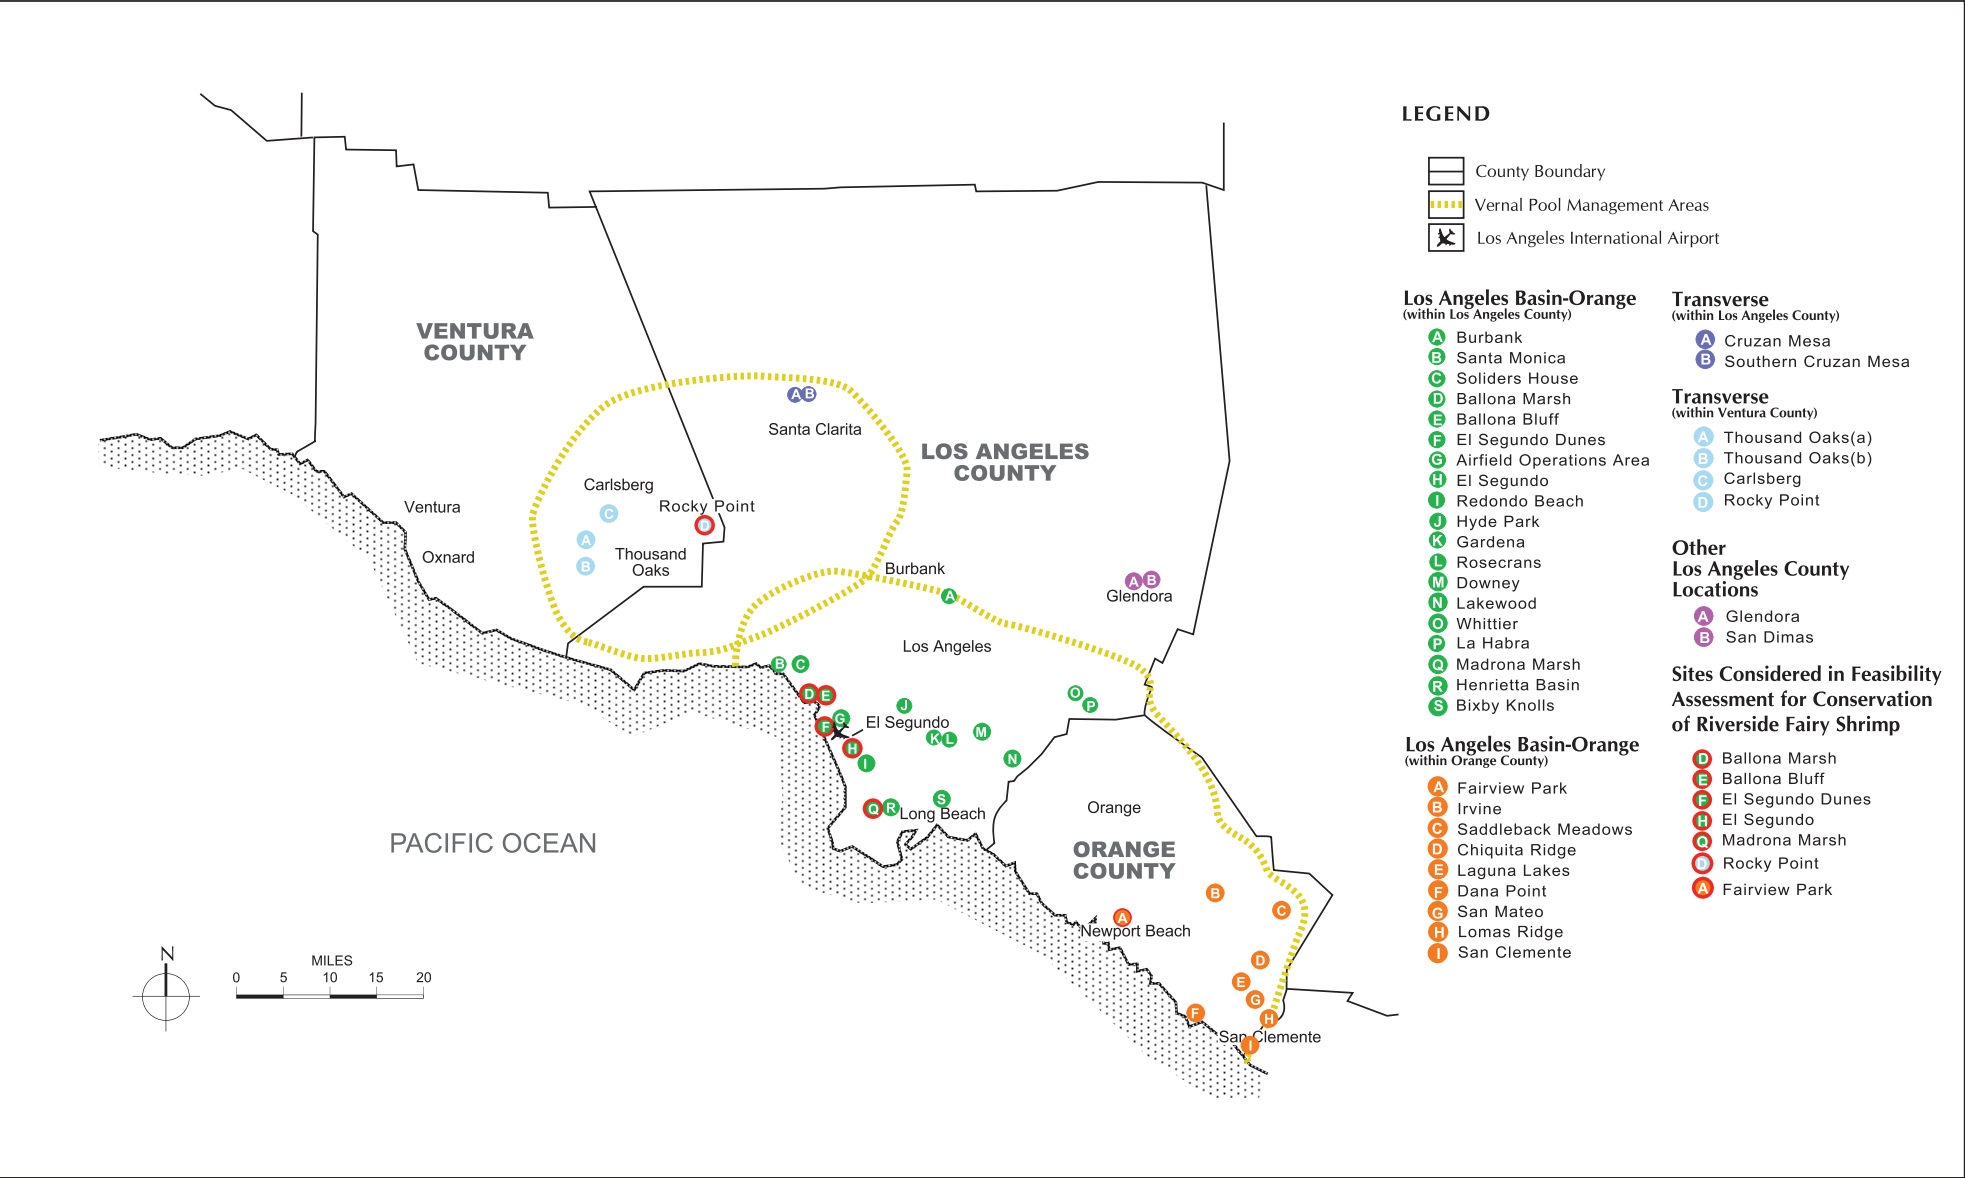 VENTURA
COUNTY
A B
Santa Clarita
LOS ANGELES
COUNTY
Carlsberg
C
Rocky Point
D
Ventura
A
Oxnard
Thousand
Oaks
B
Burbank
A
A B
Glendora
Los Angeles
B C
D E
O
P
J
G
F
El Segundo
H
I
K L
M
N
Q R
S
Long Beach
Orange
ORANGE
COUNTY
PACIFIC OCEAN
B
C
A
Newport Beach
D
E
G
F
H
San Clemente
I
N
MILES
0 5 10 15 20
LEGEND
County Boundary
Vernal Pool Management Areas
Los Angeles International Airport
Los Angeles Basin-Orange
(within Los Angeles County)
A Burbank
B Santa Monica
C Soliders House
D Ballona Marsh
E Ballona Bluff
F El Segundo Dunes
G Airfield Operations Area
H El Segundo
I Redondo Beach
J Hyde Park
K Gardena
L Rosecrans
M Downey
N Lakewood
O Whittier
P La Habra
Q Madrona Marsh
R Henrietta Basin
S Bixby Knolls
Los Angeles Basin-Orange
(within Orange County)
A Fairview Park
B Irvine
C Saddleback Meadows
D Chiquita Ridge
E Laguna Lakes
F Dana Point
G San Mateo
H Lomas Ridge
I San Clemente
Transverse
(within Los Angeles County)
A Cruzan Mesa
B Southern Cruzan Mesa
Transverse
(within Ventura County)
A Thousand Oaks(a)
B Thousand Oaks(b)
C Carlsberg
D Rocky Point
Other
Los Angeles County
Locations
A Glendora
B San Dimas
Sites Considered in Feasibility
Assessment for Conservation
of Riverside Fairy Shrimp
D Ballona Marsh
E Ballona Bluff
F El Segundo Dunes
H El Segundo
Q Madrona Marsh
D Rocky Point
A Fairview Park